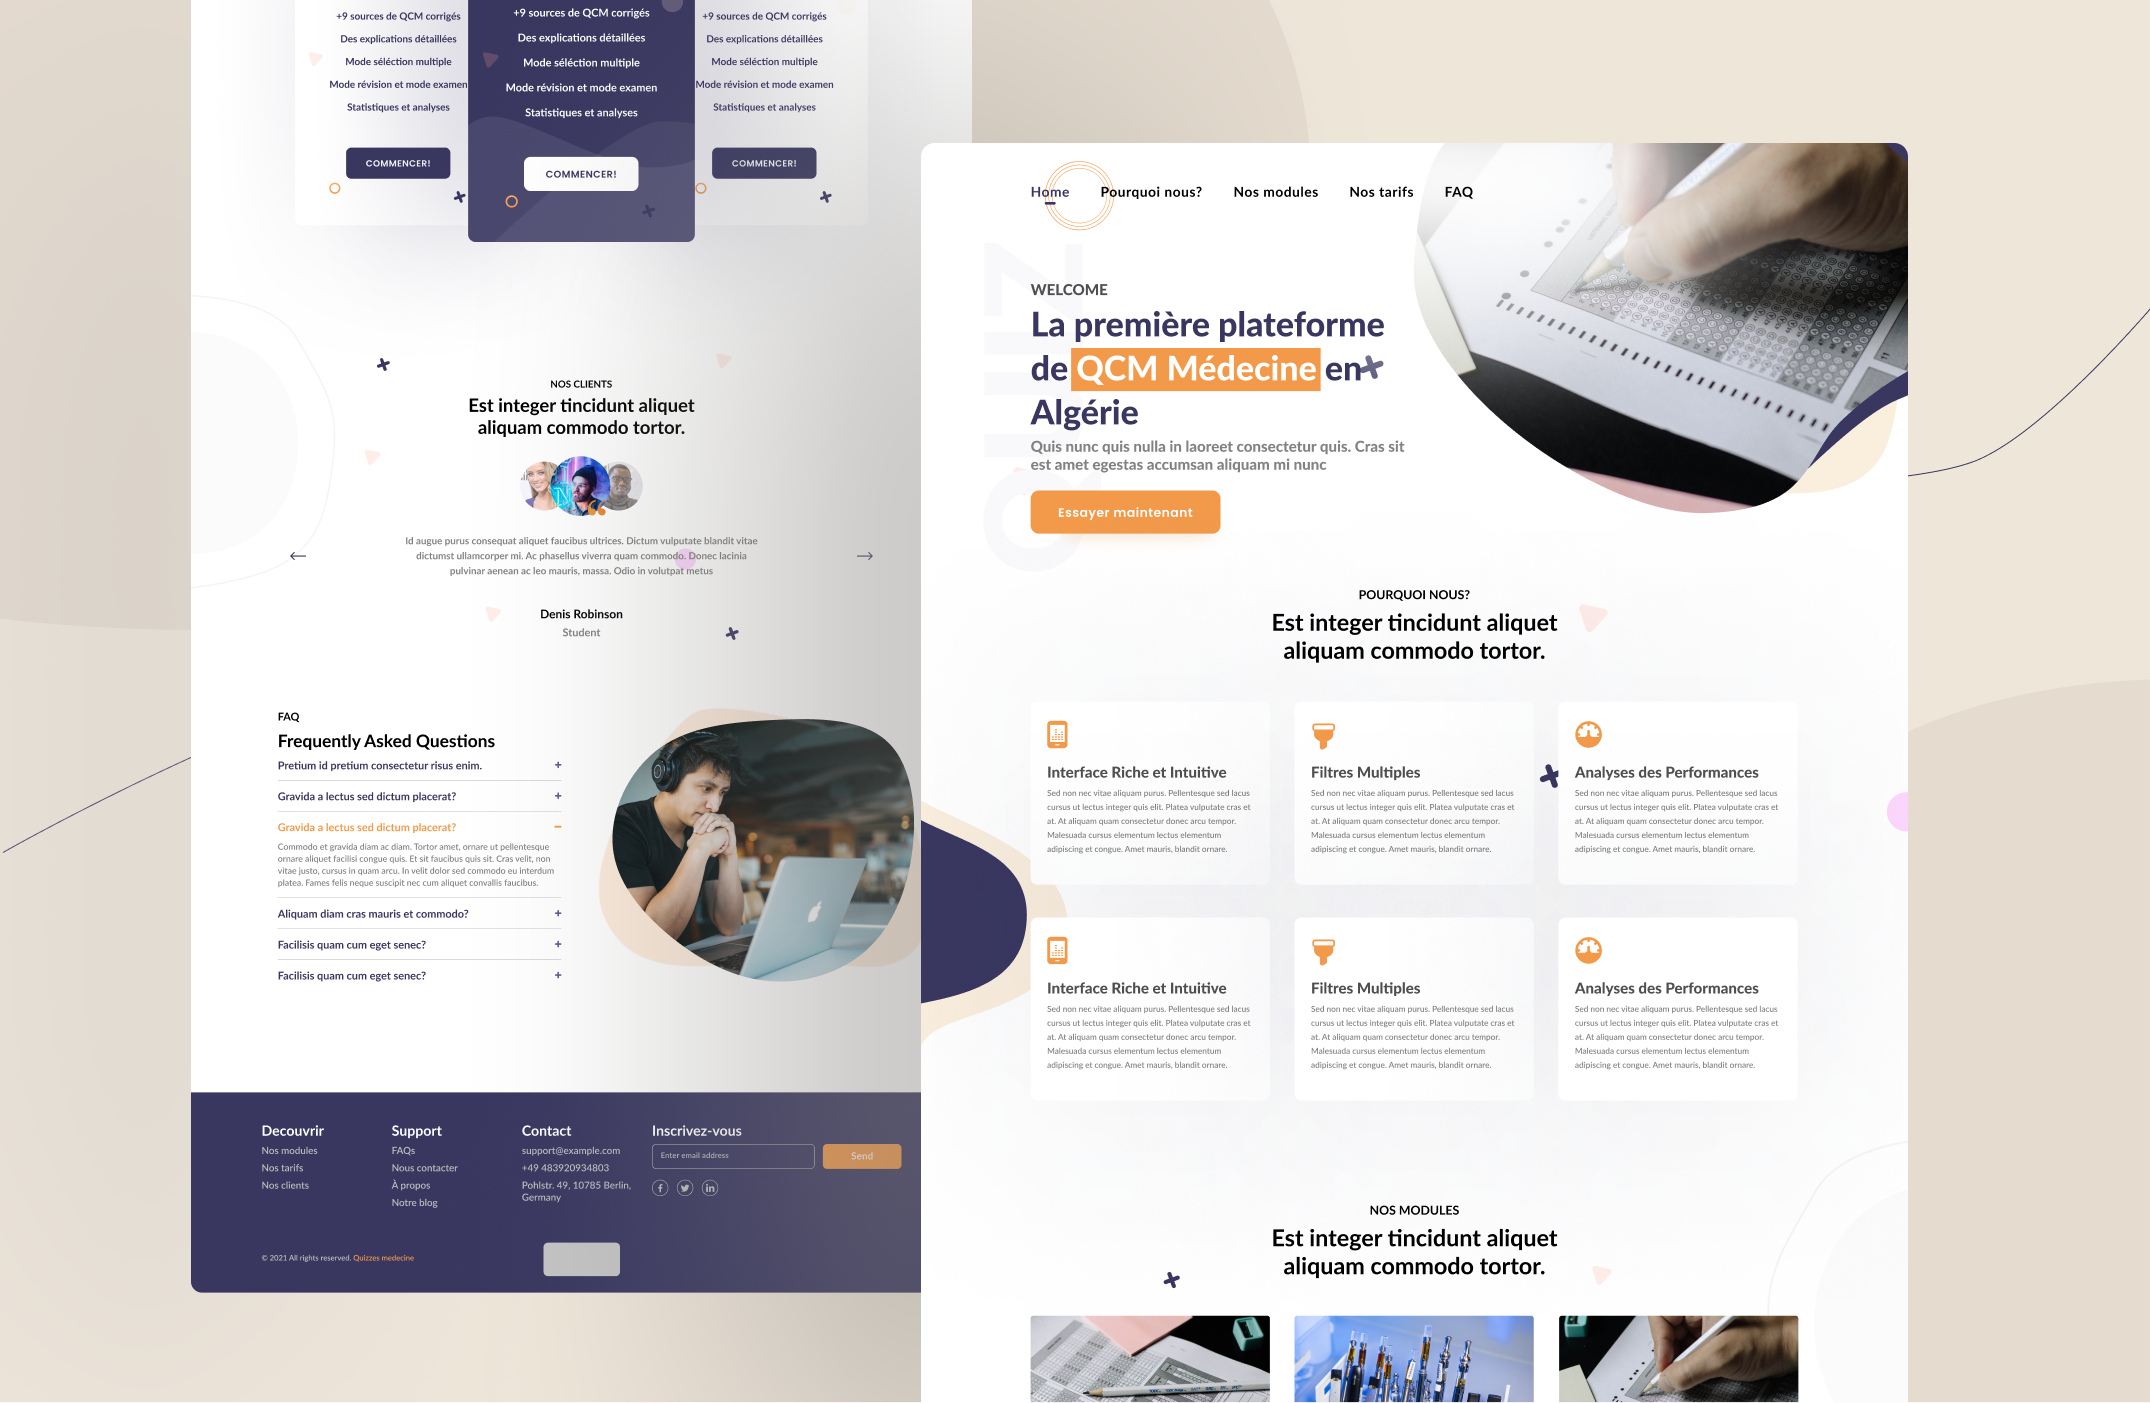 +9 sources de QCM corrigés
Des explications détaillées
Mode séléction multiple
Mode révision et mode examen
Statistiques et analyses
COMMENCER!
+9 sources de QCM corrigés
Des explications détaillées
Mode séléction multiple
Mode révision et mode examen
Statistiques et analyses
COMMENCER!
+9 sources de QCM corrigés
Des explications détaillées
Mode séléction multiple
Mode révision et mode examen
Statistiques et analyses
COMMENCER!
NOS CLIENTS
Est integer tincidunt aliquet
aliquam commodo tortor.
Id augue purus consequat aliquet faucibus ultrices. Dictum vulputate blandit vitae
dictumst ullamcorper mi. Ac phasellus viverra quam commodo. Donec lacinia
pulvinar aenean ac leo mauris, massa. Odio in volutpat metus
Denis Robinson
Student
FAQ
Frequently Asked Questions
Pretium id pretium consectetur risus enim.
Gravida a lectus sed dictum placerat?
Gravida a lectus sed dictum placerat?
Commodo et gravida diam ac diam. Tortor amet, ornare ut pellentesque
ornare aliquet facilisi congue quis. Et sit faucibus quis sit. Cras velit, non
vitae justo, cursus in quam arcu. In velit dolor sed commodo eu interdum
platea. Fames felis neque suscipit nec cum aliquet convallis faucibus.
Aliquam diam cras mauris et commodo?
Facilisis quam cum eget senec?
Facilisis quam cum eget senec?
Decouvrir
Nos modules
Nos tarifs
Nos clients
Support
FAQs
Nous contacter
À propos
Notre blog
Contact
support@example.com
+49 483920934803
Pohlstr. 49, 10785 Berlin,
Germany
Inscrivez-vous
Enter email address
Send
© 2021 All rights reserved. Quizzes medecine
Home
Pourquoi nous?
Nos modules
Nos tarifs
FAQ
QUIZ
WELCOME
La première plateforme
de QCM Médecine en
Algérie
Quis nunc quis nulla in laoreet consectetur quis. Cras sit
est amet egestas accumsan aliquam mi nunc
Essayer maintenant
POURQUOI NOUS?
Est integer tincidunt aliquet
aliquam commodo tortor.
Interface Riche et Intuitive
Sed non nec vitae aliquam purus. Pellentesque sed lacus
cursus ut lectus integer quis elit. Platea vulputate cras et
at. At aliquam quam consectetur donec arcu tempor.
Malesuada cursus elementum lectus elementum
adipiscing et congue. Amet mauris, blandit ornare.
Filtres Multiples
Sed non nec vitae aliquam purus. Pellentesque sed lacus
cursus ut lectus integer quis elit. Platea vulputate cras et
at. At aliquam quam consectetur donec arcu tempor.
Malesuada cursus elementum lectus elementum
adipiscing et congue. Amet mauris, blandit ornare.
Analyses des Performances
Sed non nec vitae aliquam purus. Pellentesque sed lacus
cursus ut lectus integer quis elit. Platea vulputate cras et
at. At aliquam quam consectetur donec arcu tempor.
Malesuada cursus elementum lectus elementum
adipiscing et congue. Amet mauris, blandit ornare.
Interface Riche et Intuitive
Sed non nec vitae aliquam purus. Pellentesque sed lacus
cursus ut lectus integer quis elit. Platea vulputate cras et
at. At aliquam quam consectetur donec arcu tempor.
Malesuada cursus elementum lectus elementum
adipiscing et congue. Amet mauris, blandit ornare.
Filtres Multiples
Sed non nec vitae aliquam purus. Pellentesque sed lacus
cursus ut lectus integer quis elit. Platea vulputate cras et
at. At aliquam quam consectetur donec arcu tempor.
Malesuada cursus elementum lectus elementum
adipiscing et congue. Amet mauris, blandit ornare.
Analyses des Performances
Sed non nec vitae aliquam purus. Pellentesque sed lacus
cursus ut lectus integer quis elit. Platea vulputate cras et
at. At aliquam quam consectetur donec arcu tempor.
Malesuada cursus elementum lectus elementum
adipiscing et congue. Amet mauris, blandit ornare.
NOS MODULES
Est integer tincidunt aliquet
aliquam commodo tortor.